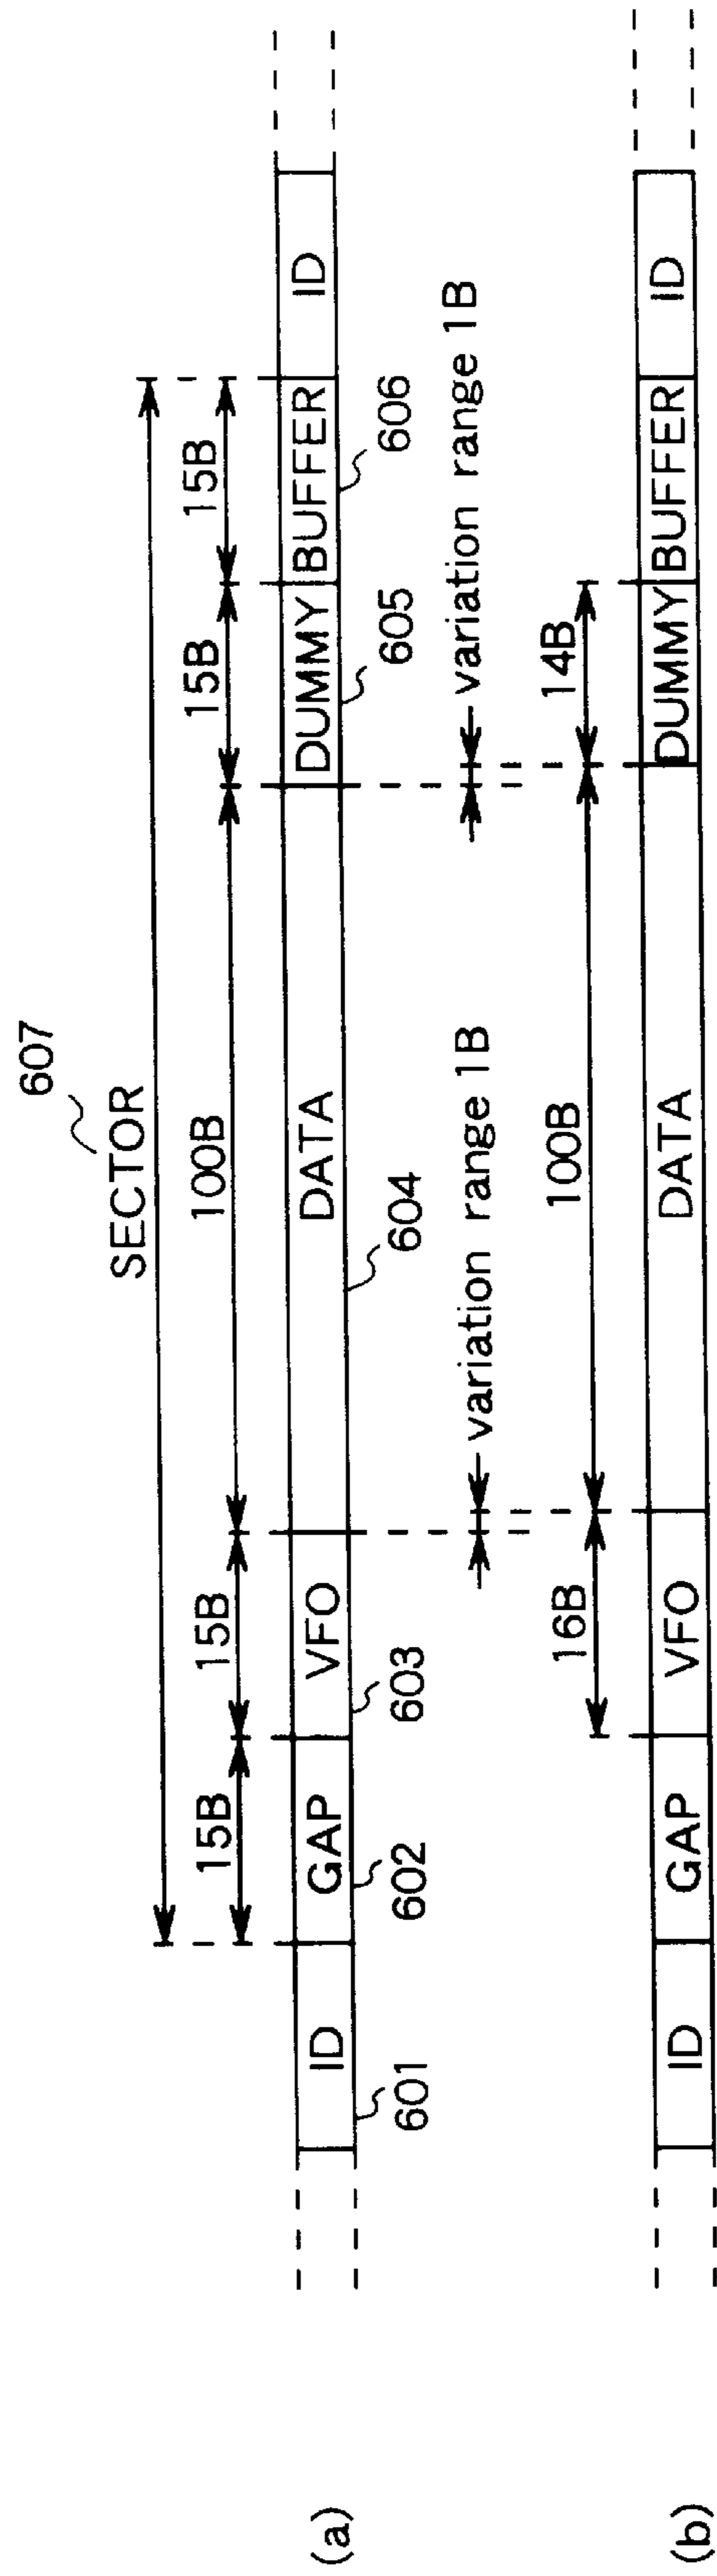 607
SECTOR
15B 15B 100B 15B 15B
(a) ID GAP VFO DATA DUMMY BUFFER ID
601 602 603 604 605 606
variation range 1B variation range 1B
16B 100B 14B
(b) ID GAP VFO DATA DUMMY BUFFER ID